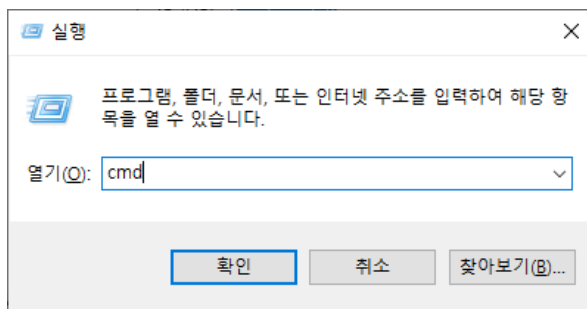 실행
프로그램, 폴더, 문서, 또는 인터넷 주소를 입력하여 해당 항
목을 열 수 있습니다.
열기(O): cmd
확인 취소 찾아보기(B)...